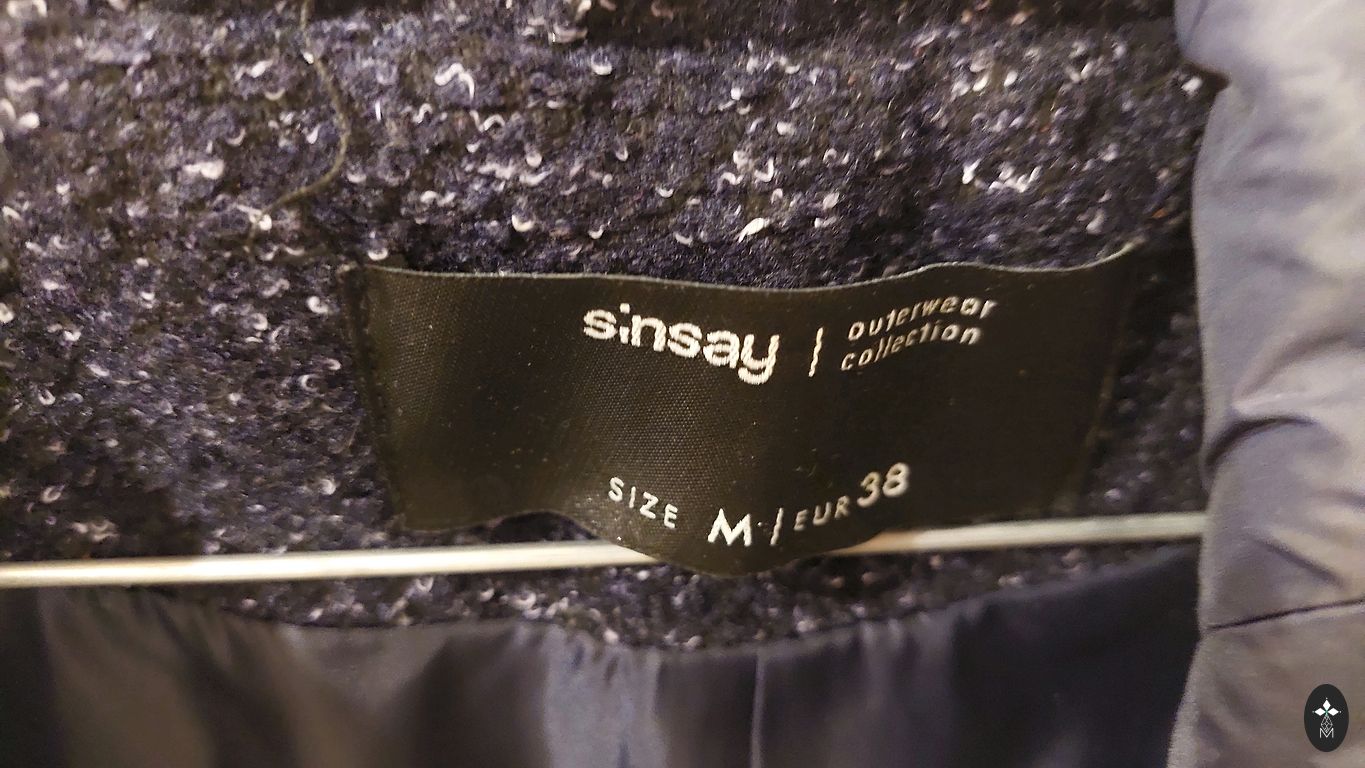 sinsay | outerwear
collection
SIZE M / EUR 38
M